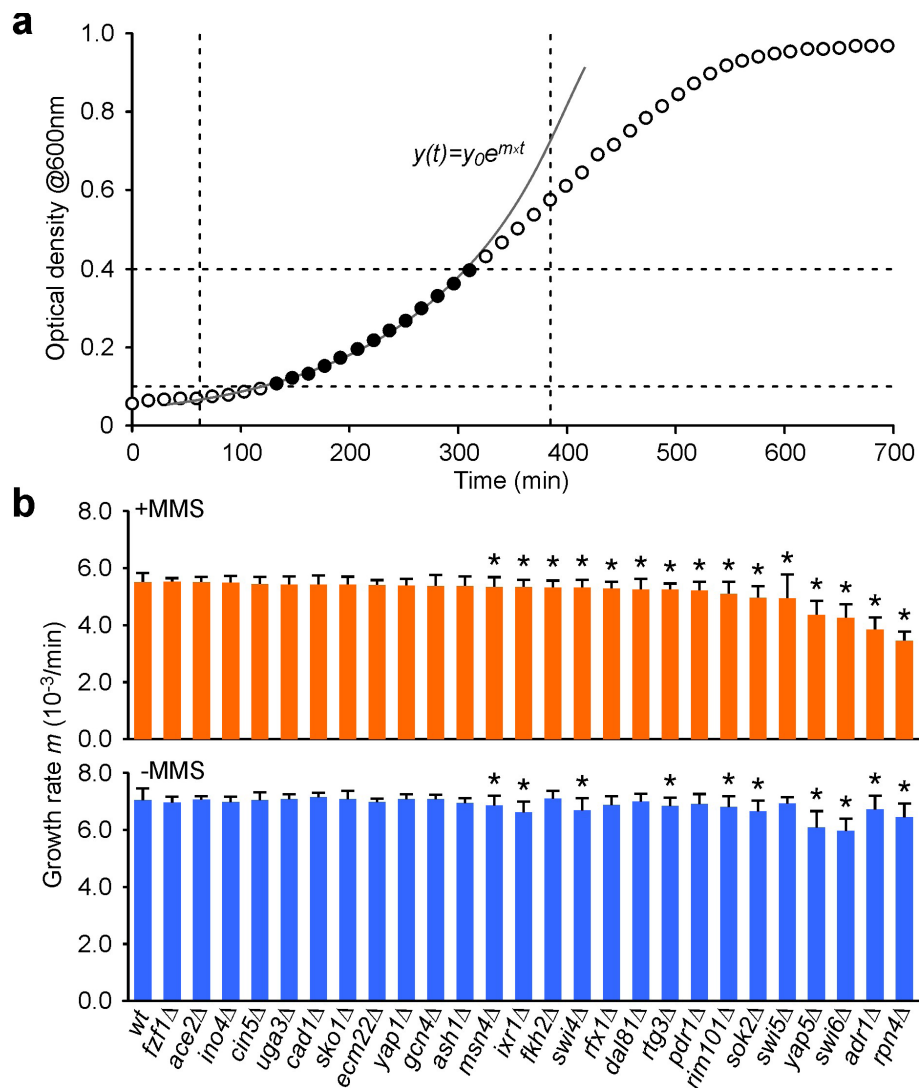 a
1.0
0.8
0.6
0.4
0.2
0
Optical density @600nm
y(t)=y0e^m×t
0 100 200 300 400 500 600 700
Time (min)
b
8.0
6.0
4.0
2.0
0.0
+MMS
* * * * * * * * * * * * * * *
8.0
6.0
4.0
2.0
0.0
-MMS
* * * * * * * * * *
Growth rate m (10-3/min)
wt
fzf1Δ
ace2Δ
ino4Δ
cin5Δ
uga3Δ
cad1Δ
sko1Δ
ecm22Δ
yap1Δ
gcn4Δ
ash1Δ
msn4Δ
ixr1Δ
fkh2Δ
swi4Δ
rfx1Δ
dal81Δ
rtg3Δ
pdr1Δ
rim101Δ
sok2Δ
swi5Δ
yap5Δ
swi6Δ
adr1Δ
rpn4Δ